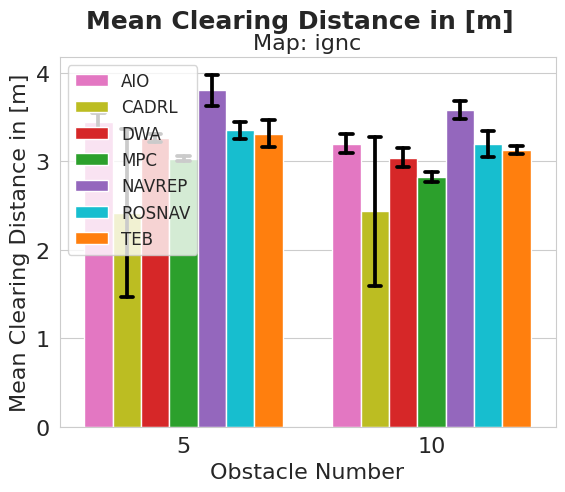 Mean Clearing Distance in [m]
Map: ignc
Mean Clearing Distance in [m]
4
3
2
1
0
AIO
CADRL
DWA
MPC
NAVREP
ROSNAV
TEB
5
10
Obstacle Number